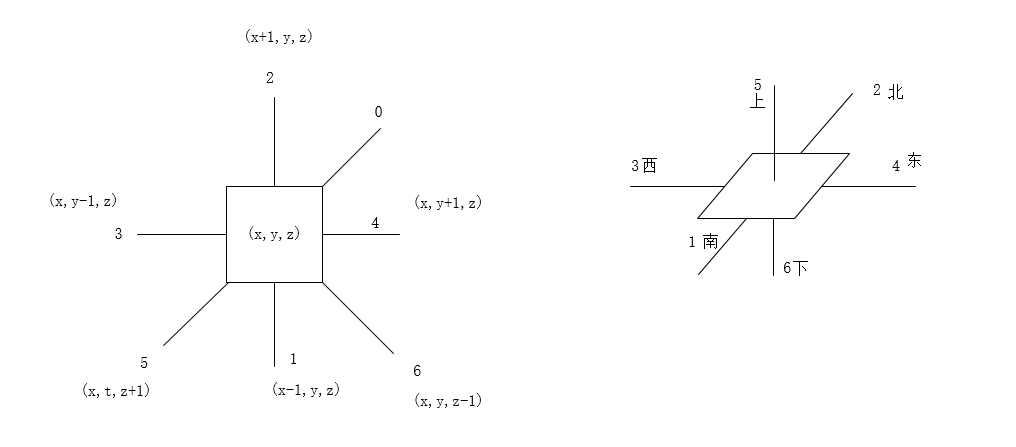 (x+1,y,z)
2
0
(x,y-1,z)
3
(x,y,z)
4
(x,y+1,z)
5
(x,t,z+1)
1
(x-1,y,z)
6
(x,y,z-1)
5
上
2 北
3西
4 东
1 南
6下